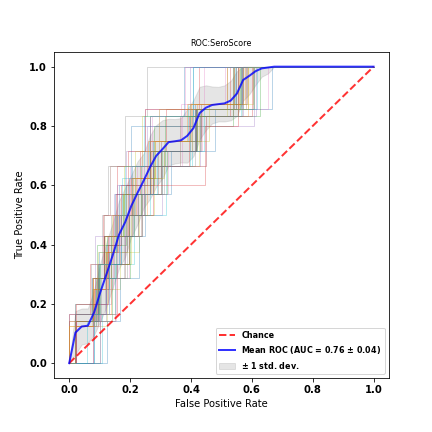 ROC:SeroScore
True Positive Rate
1.0
0.8
0.6
0.4
0.2
0.0
Chance
Mean ROC (AUC = 0.76 ± 0.04)
± 1 std. dev.
0.0 0.2 0.4 0.6 0.8 1.0
False Positive Rate